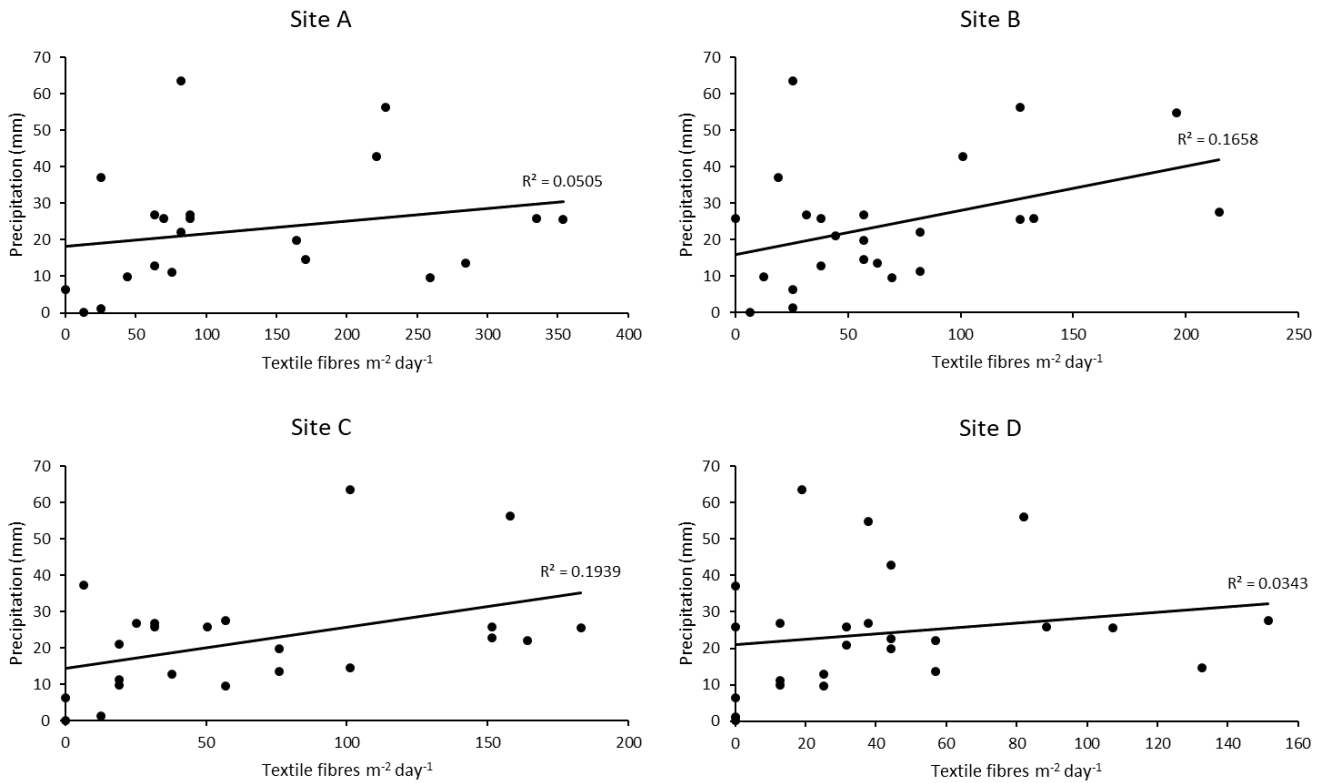 Site A
Precipitation (mm)
70
60
50
40
30
20
10
0
R² = 0.0505
0 50 100 150 200 250 300 350 400
Textile fibres m⁻² day⁻¹
Site B
Precipitation (mm)
70
60
50
40
30
20
10
0
R² = 0.1658
0 50 100 150 200 250
Textile fibres m⁻² day⁻¹
Site C
Precipitation (mm)
70
60
50
40
30
20
10
0
R² = 0.1939
0 50 100 150 200
Textile fibres m⁻² day⁻¹
Site D
Precipitation (mm)
70
60
50
40
30
20
10
0
R² = 0.0343
0 20 40 60 80 100 120 140 160
Textile fibres m⁻² day⁻¹